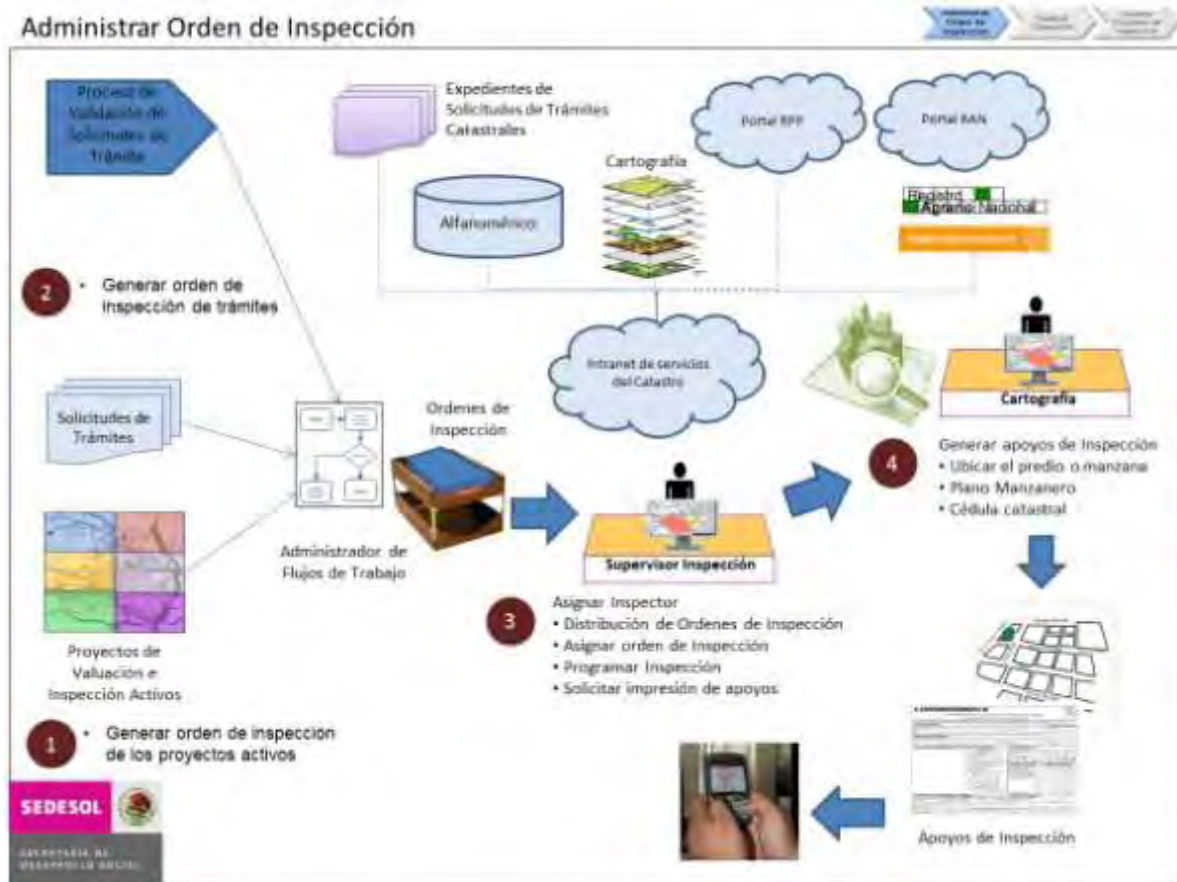 Administrar Orden de Inspección
Proceso de
Validación de
Solicitudes de
Trámite
Expedientes de
Solicitudes de Trámites
Catastrales
Portal RPP
Portal RAN
Cartografía
Alfanumérico
Registro
Agrario Nacional
2
• Generar orden de
inspección de trámites
Intranet de servicios
del Catastro
Cartografía
Solicitudes de
Trámites
Ordenes de
Inspección
4
Generar apoyos de Inspección
• Ubicar el predio o manzana
• Plano Manzanero
• Cédula catastral
Administrador de
Flujos de Trabajo
Supervisor Inspección
3
Asignar Inspector
• Distribución de Ordenes de Inspección
• Asignar orden de Inspección
• Programar Inspección
• Solicitar impresión de apoyos
Proyectos de
Valuación e
Inspección Activos
1
• Generar orden de inspección
de los proyectos activos
Apoyos de Inspección
SEDESOL
SECRETARÍA DE
DESARROLLO SOCIAL